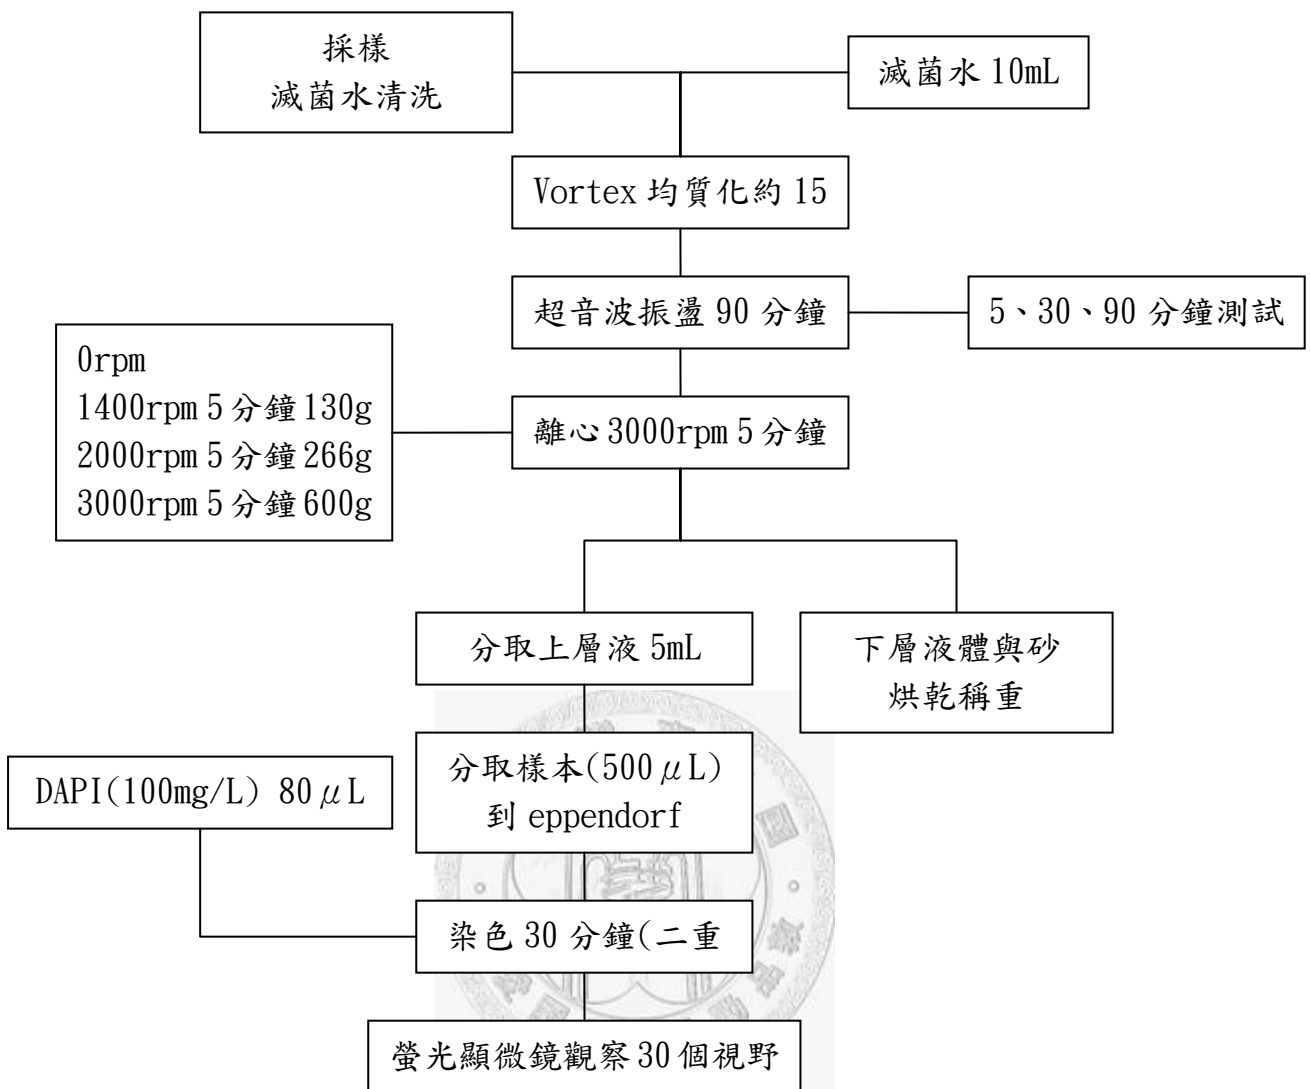 採樣
滅菌水清洗
滅菌水 10mL
Vortex 均質化約 15
超音波振盪 90 分鐘
5、30、90 分鐘測試
0rpm
1400rpm 5 分鐘 130g
2000rpm 5 分鐘 266g
3000rpm 5 分鐘 600g
離心 3000rpm 5 分鐘
分取上層液 5mL
下層液體與砂
烘乾稱重
分取樣本(500μL)
到 eppendorf
DAPI(100mg/L) 80μL
染色 30 分鐘(二重
螢光顯微鏡觀察 30 個視野